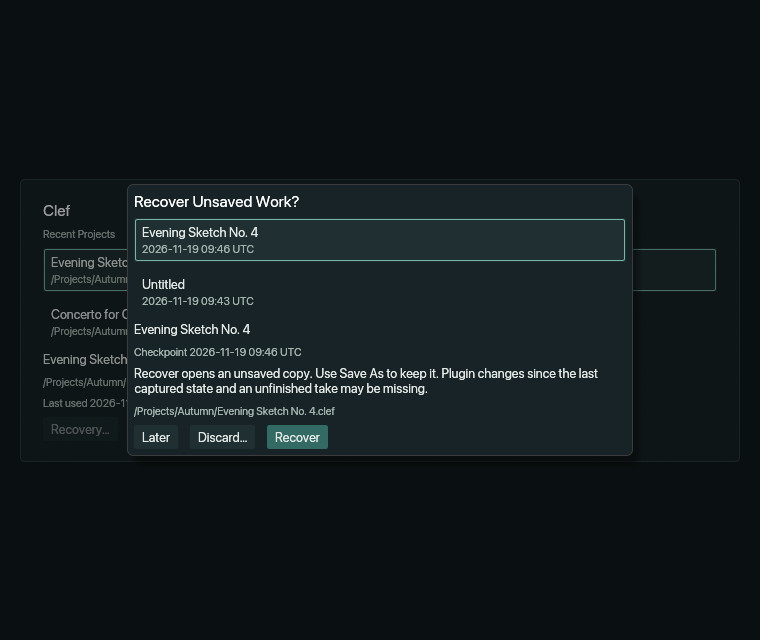 Clef
Recent Projects
Evening Sketc
/Projects/Autum
Concerto for C
/Projects/Autum
Evening Sketch
/Projects/Autumn/
Last used 2026-11
Recovery...
Recover Unsaved Work?
Evening Sketch No. 4
2026-11-19 09:46 UTC
Untitled
2026-11-19 09:43 UTC
Evening Sketch No. 4
Checkpoint 2026-11-19 09:46 UTC
Recover opens an unsaved copy. Use Save As to keep it. Plugin changes since the last
captured state and an unfinished take may be missing.
/Projects/Autumn/Evening Sketch No. 4.clef
Later
Discard...
Recover